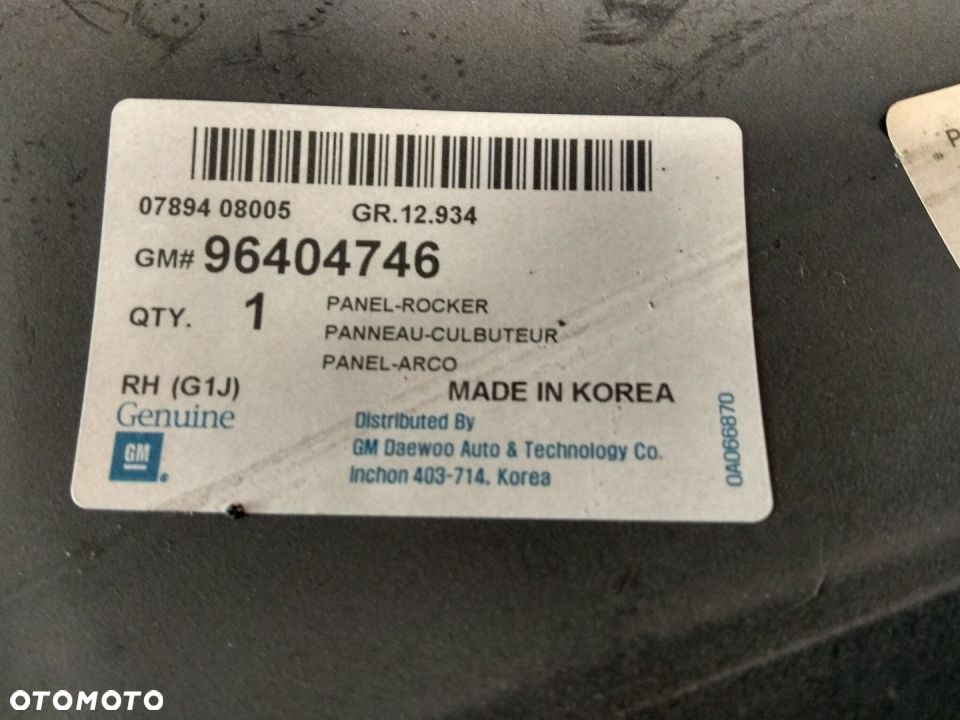 07894 08005 GR.12.934
GM# 96404746
QTY. 1
PANEL-ROCKER
PANNEAU-CULBUTEUR
PANEL-ARCO
RH (G1J)
MADE IN KOREA
Genuine
GM
Distributed By
GM Daewoo Auto & Technology Co.
Inchon 403-714. Korea
0A066870
P
OTOMOTO